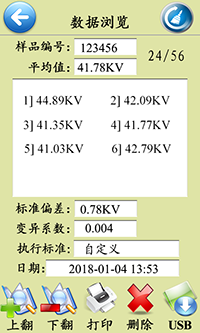 数据浏览
样品编号: 123456
平均值: 41.78KV
24/56
1] 44.89KV 2] 42.09KV
3] 41.35KV 4] 41.77KV
5] 41.03KV 6] 42.79KV
标准偏差: 0.78KV
变异系数: 0.004
执行标准: 自定义
日期: 2018-01-04 13:53
上翻 下翻 打印 删除 USB